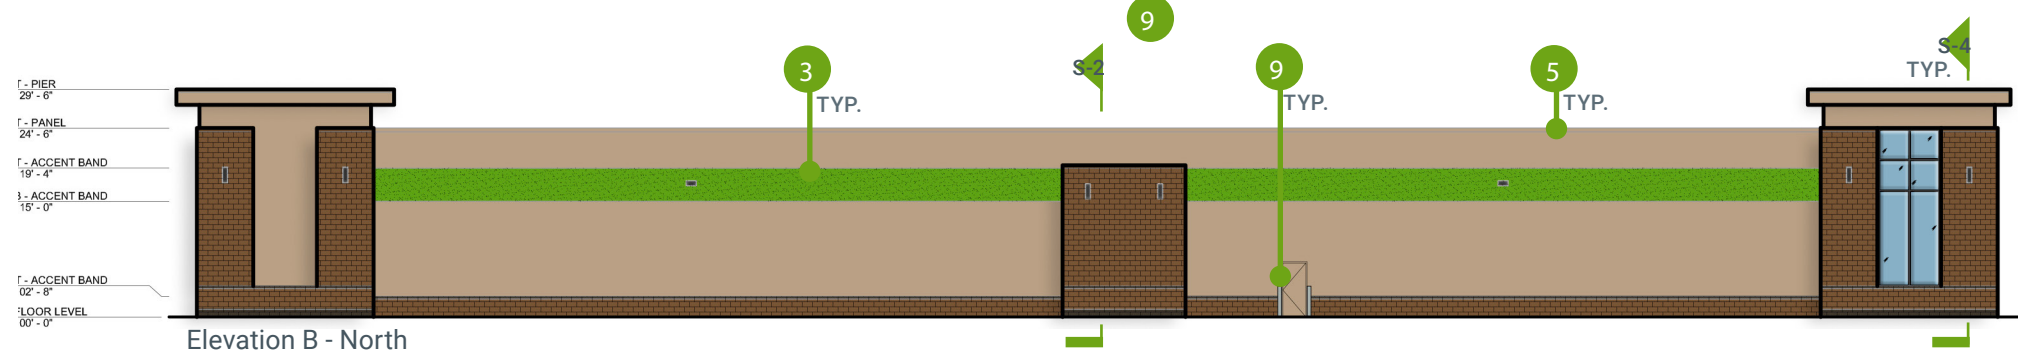 9
S-4
3
S-2
9
5
TYP.
T - PIER
29' - 6"
TYP.
TYP.
TYP.
T - PANEL
24' - 6"
T - ACCENT BAND
19' - 4"
B - ACCENT BAND
15' - 0"
T - ACCENT BAND
02' - 8"
FLOOR LEVEL
00' - 0"
Elevation B - North